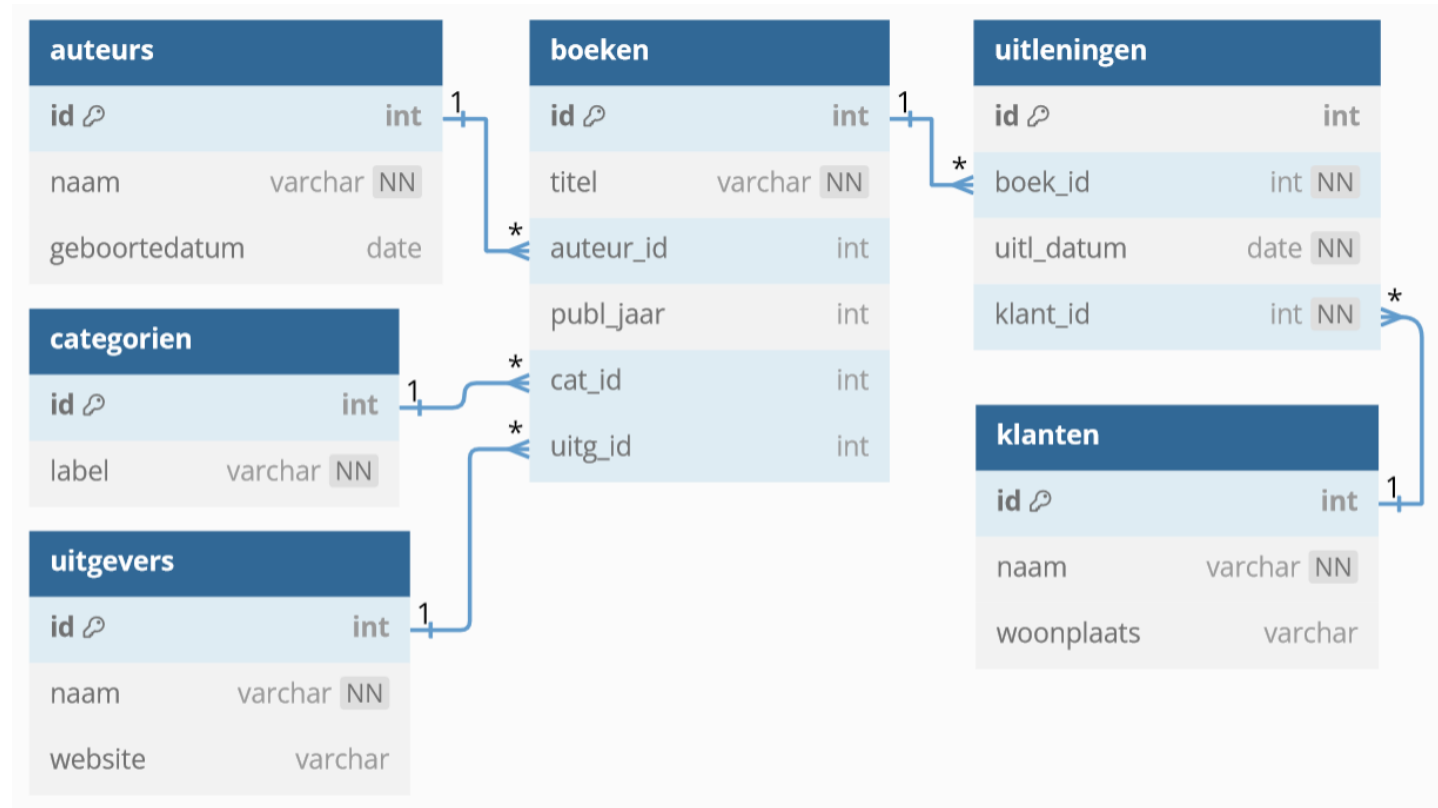 auteurs
id int
naam varchar NN
geboortedatum date
categorien
id int
label varchar NN
uitgevers
id int
naam varchar NN
website varchar
1
*
1
*
1
*
boeken
id int
titel varchar NN
auteur_id int
publ_jaar int
cat_id int
uitg_id int
1
*
uitleningen
id int
boek_id int NN
uitl_datum date NN
klant_id int NN
*
1
klanten
id int
naam varchar NN
woonplaats varchar